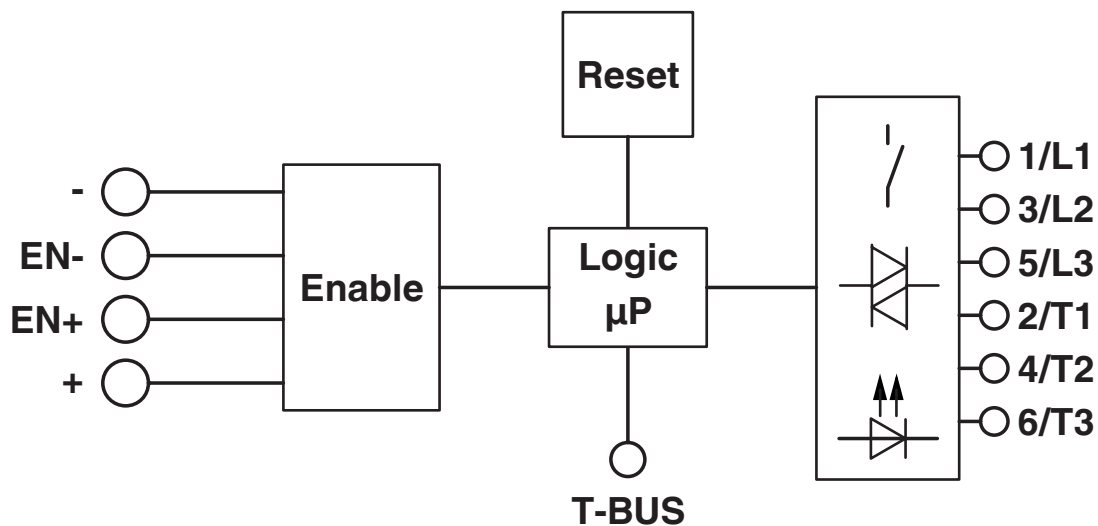 Reset
-
EN-
EN+
+
Enable
Logic
µP
T-BUS
1/L1
3/L2
5/L3
2/T1
4/T2
6/T3